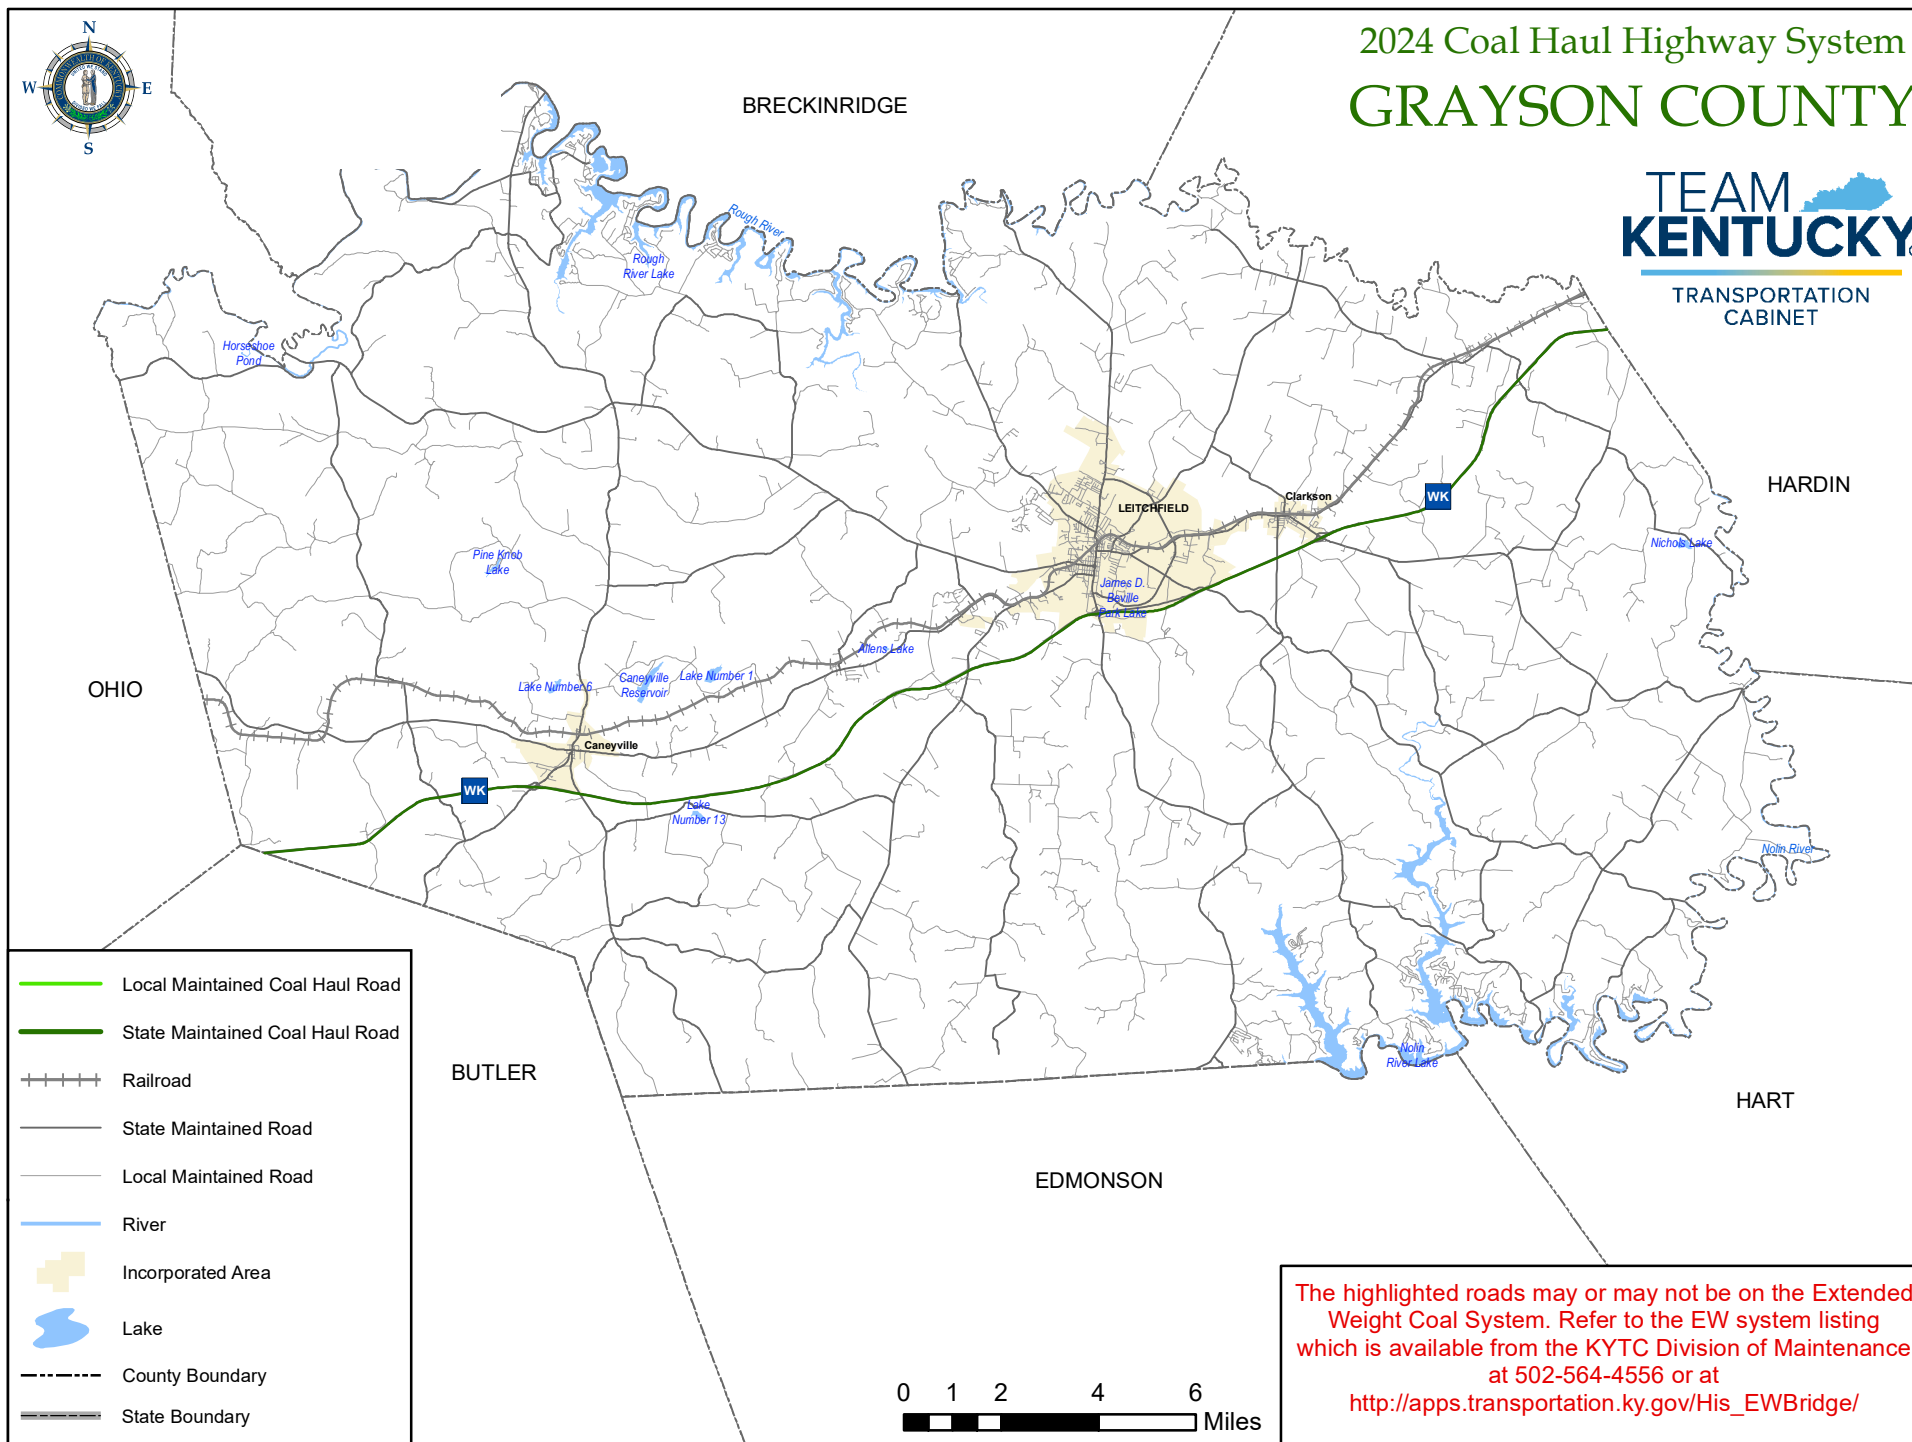 2024 Coal Haul Highway System
GRAYSON COUNTY
N
W
E
S
TEAM
KENTUCKY
TRANSPORTATION
CABINET
BRECKINRIDGE
HARDIN
OHIO
BUTLER
EDMONSON
HART
Rough River
Rough
River Lake
Horseshoe
Pond
Pine Knob
Lake
Clarkson
LEITCHFIELD
WK
Nichols Lake
James D.
Beville
Park Lake
Allens Lake
Lake Number 6
Caneyville
Reservoir
Lake Number 1
Caneyville
WK
Lake
Number 13
Nolin River
Nolin
River Lake
Local Maintained Coal Haul Road
State Maintained Coal Haul Road
Railroad
State Maintained Road
Local Maintained Road
River
Incorporated Area
Lake
County Boundary
State Boundary
0 1 2 4 6
Miles
The highlighted roads may or may not be on the Extended
Weight Coal System. Refer to the EW system listing
which is available from the KYTC Division of Maintenance
at 502-564-4556 or at
http://apps.transportation.ky.gov/His_EWBridge/